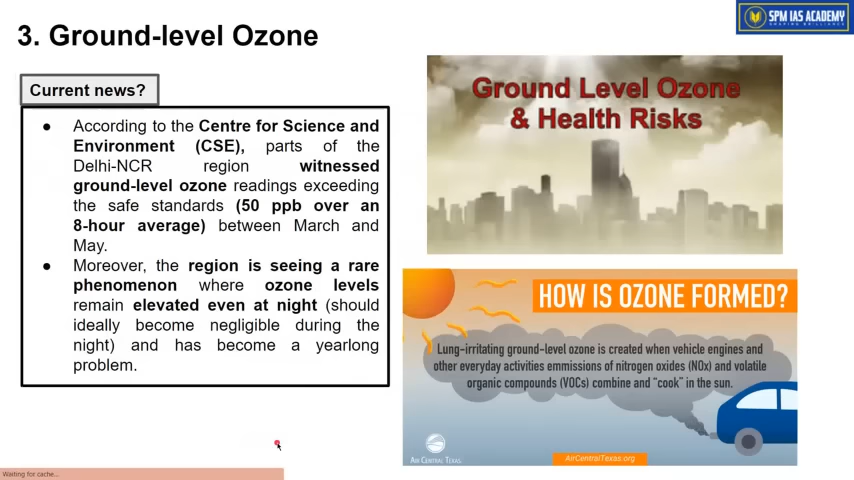 SPM IAS ACADEMY
SHAPING BRILLIANCE
3. Ground-level Ozone
Current news?
● According to the Centre for Science and
Environment (CSE), parts of the
Delhi-NCR region witnessed
ground-level ozone readings exceeding
the safe standards (50 ppb over an
8-hour average) between March and
May.
● Moreover, the region is seeing a rare
phenomenon where ozone levels
remain elevated even at night (should
ideally become negligible during the
night) and has become a yearlong
problem.
Ground Level Ozone
& Health Risks
HOW IS OZONE FORMED?
Lung-irritating ground-level ozone is created when vehicle engines and
other everyday activities emmissions of nitrogen oxides (NOx) and volatile
organic compounds (VOCs) combine and "cook" in the sun.
AIR CENTRAL TEXAS
AirCentralTexas.org
Waiting for cache...